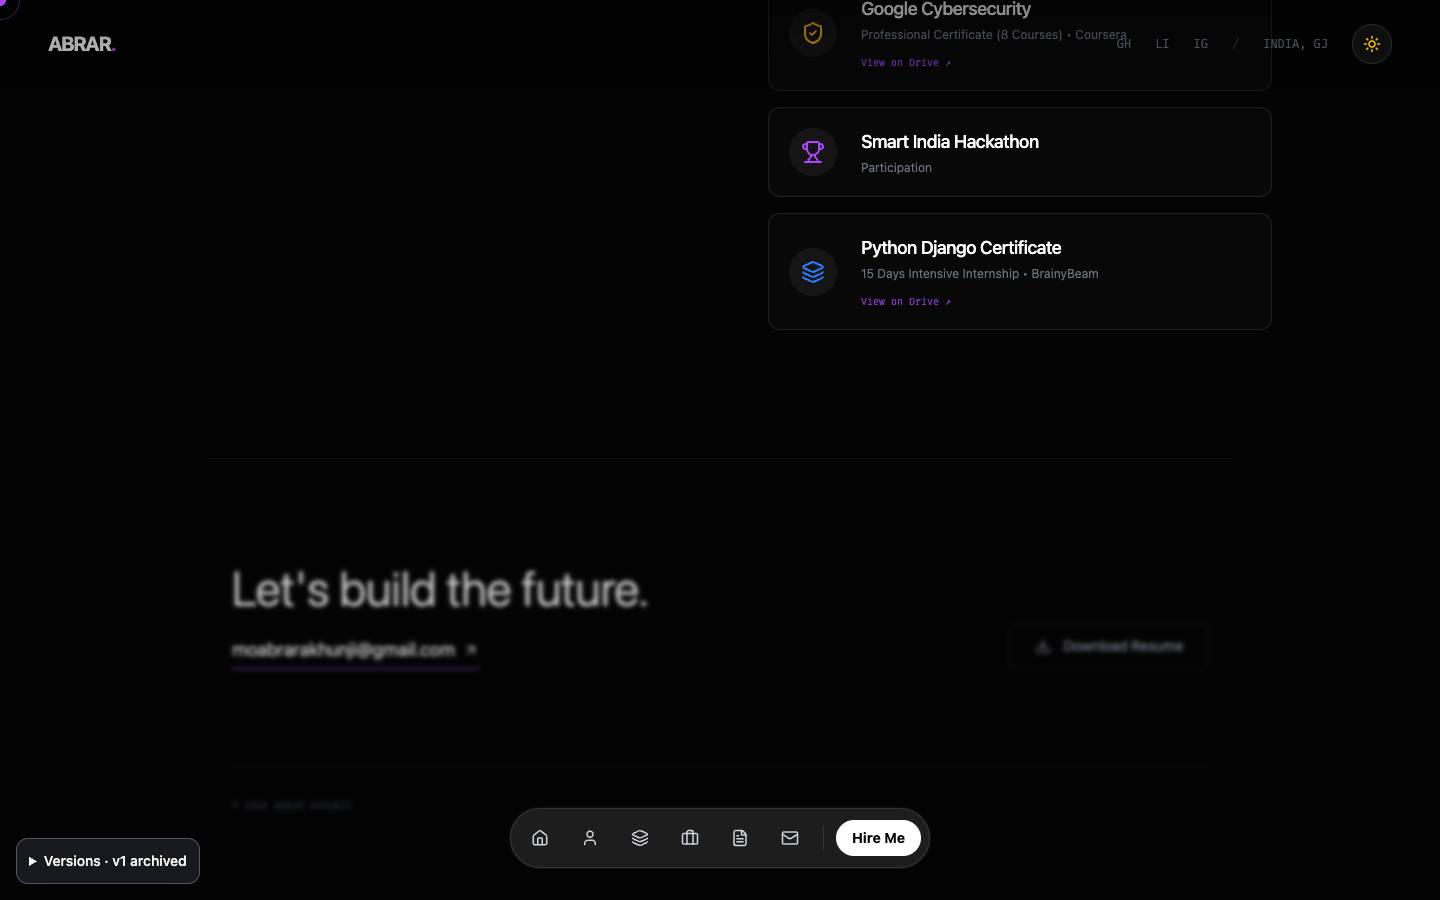 Google Cybersecurity
Professional Certificate (8 Courses) • Coursera
View on Drive ↗
ABRAR.
GH LI IG / INDIA, GJ
Smart India Hackathon
Participation
Python Django Certificate
15 Days Intensive Internship • BrainyBeam
View on Drive ↗
Let's build the future.
moabrarakhunji@gmail.com ↗
Download Resume
Hire Me
▶ Versions · v1 archived